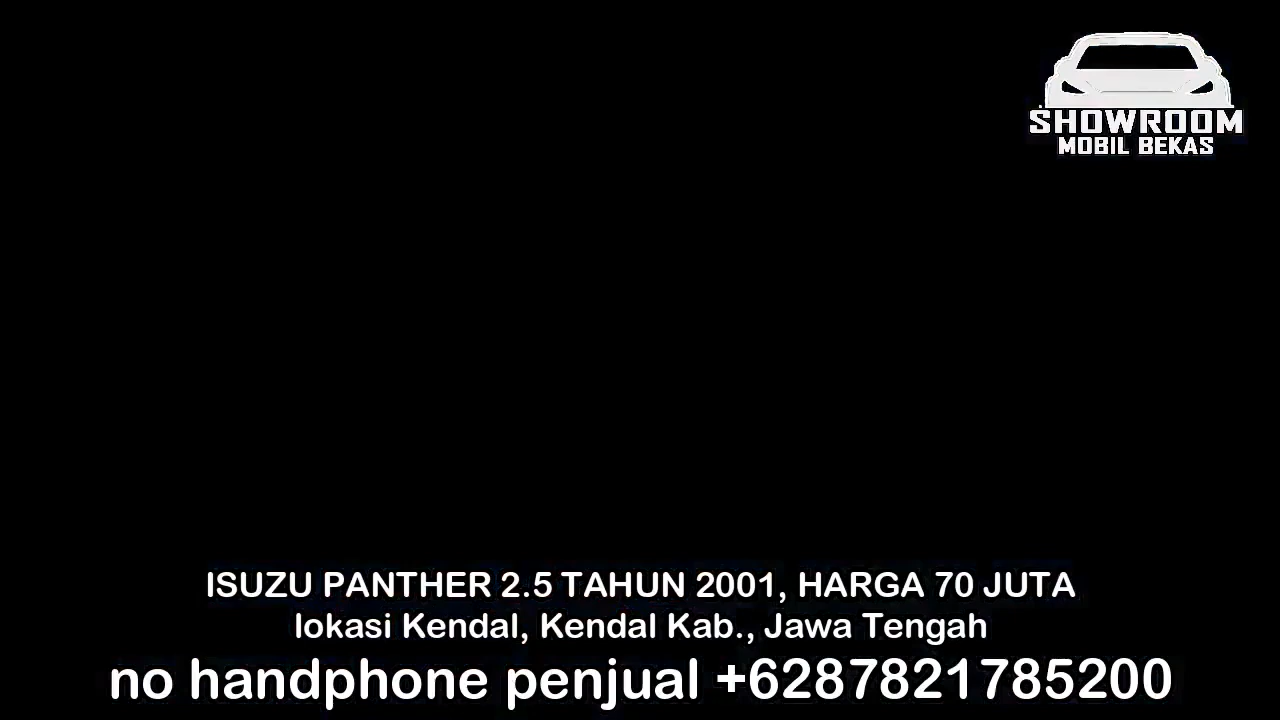 SHOWROOM
MOBIL BEKAS
ISUZU PANTHER 2.5 TAHUN 2001, HARGA 70 JUTA
lokasi Kendal, Kendal Kab., Jawa Tengah
no handphone penjual +6287821785200